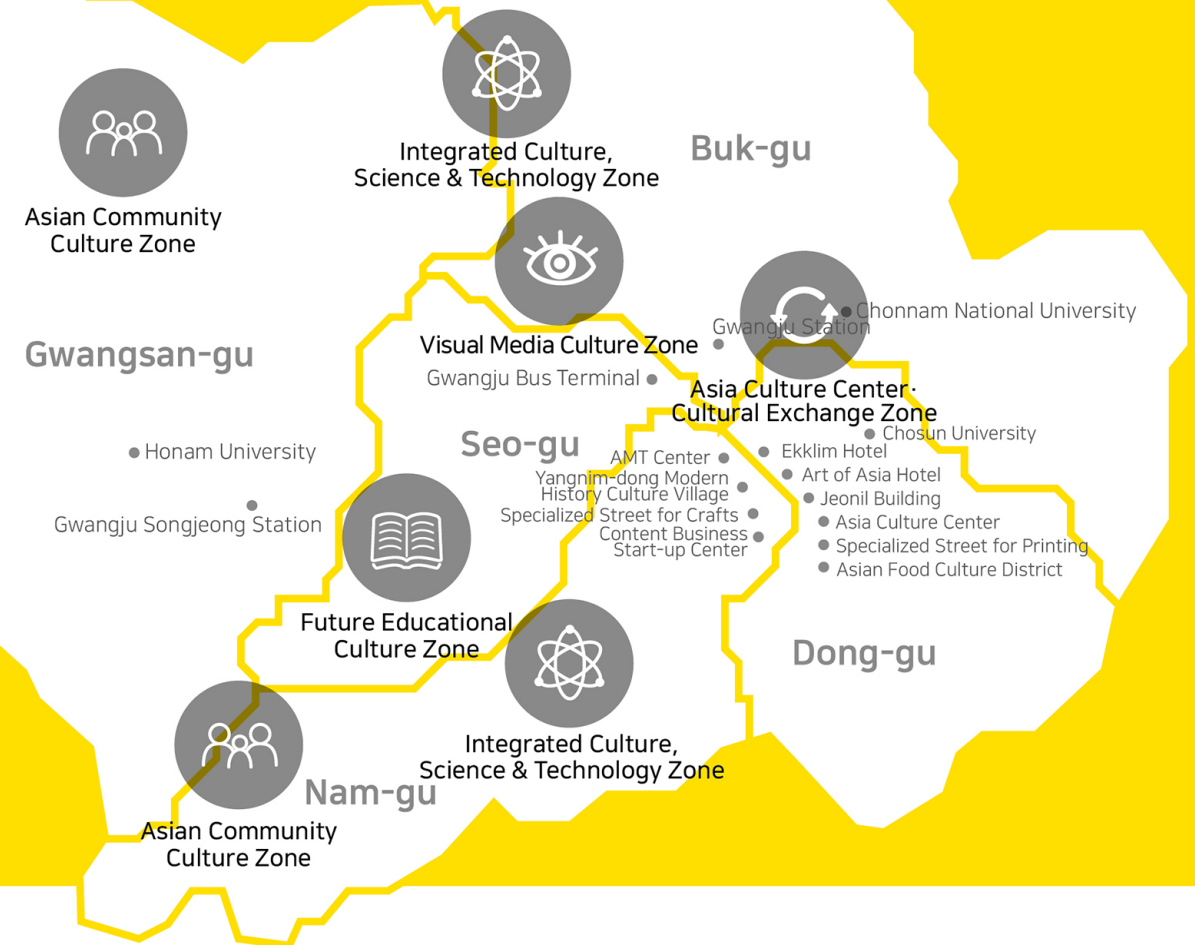 Integrated Culture,
Science & Technology Zone
Buk-gu
Asian Community
Culture Zone
Chonnam National University
Gwangju Station
Visual Media Culture Zone
Gwangsan-gu
Gwangju Bus Terminal
Asia Culture Center·
Cultural Exchange Zone
Seo-gu
Chosun University
Honam University
Ekklim Hotel
AMT Center
Art of Asia Hotel
Yangnim-dong Modern
History Culture Village
Jeonil Building
Specialized Street for Crafts
Asia Culture Center
Gwangju Songjeong Station
Content Business
Start-up Center
Specialized Street for Printing
Asian Food Culture District
Future Educational
Culture Zone
Dong-gu
Integrated Culture,
Science & Technology Zone
Nam-gu
Asian Community
Culture Zone